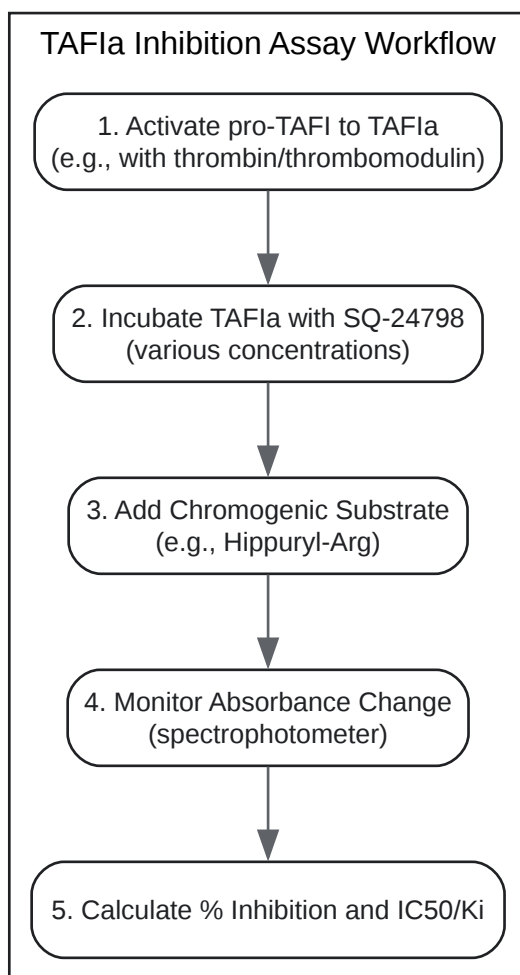 TAFIa Inhibition Assay Workflow
1. Activate pro-TAFI to TAFIa
(e.g., with thrombin/thrombomodulin)
2. Incubate TAFIa with SQ-24798
(various concentrations)
3. Add Chromogenic Substrate
(e.g., Hippuryl-Arg)
4. Monitor Absorbance Change
(spectrophotometer)
5. Calculate % Inhibition and IC50/Ki